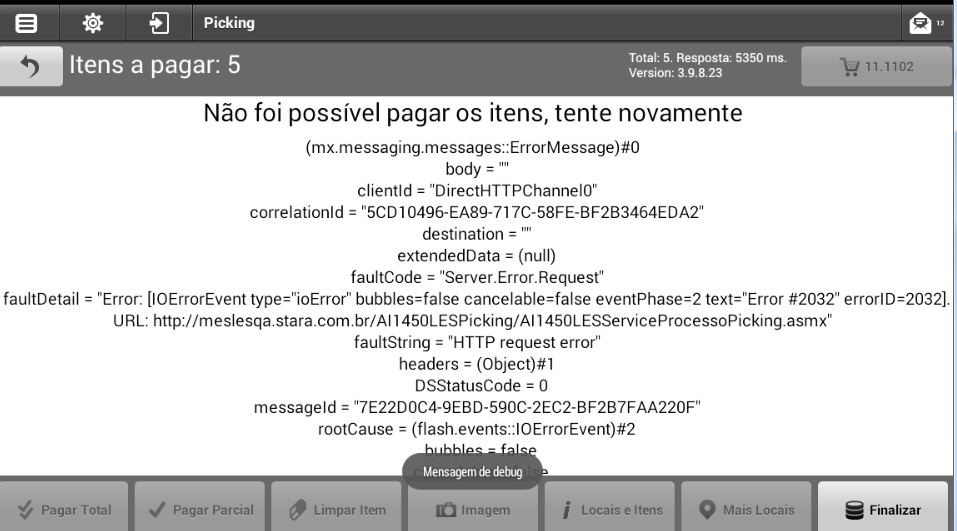 Picking
12
Itens a pagar: 5
Total: 5. Resposta: 5350 ms.
Version: 3.9.8.23
11.1102
Não foi possível pagar os itens, tente novamente
(mx.messaging.messages::ErrorMessage)#0
body = ""
clientId = "DirectHTTPChannel0"
correlationId = "5CD10496-EA89-717C-58FE-BF2B3464EDA2"
destination = ""
extendedData = (null)
faultCode = "Server.Error.Request"
faultDetail = "Error: [IOErrorEvent type="ioError" bubbles=false cancelable=false eventPhase=2 text="Error #2032" errorID=2032].
URL: http://meslesqa.stara.com.br/AI1450LESPicking/AI1450LESServiceProcessoPicking.asmx"
faultString = "HTTP request error"
headers = (Object)#1
DSStatusCode = 0
messageId = "7E22D0C4-9EBD-590C-2EC2-BF2B7FAA220F"
rootCause = (flash.events::IOErrorEvent)#2
bubbles = false
Mensagem de debug
Pagar Total
Pagar Parcial
Limpar Item
Imagem
Locais e Itens
Mais Locais
Finalizar